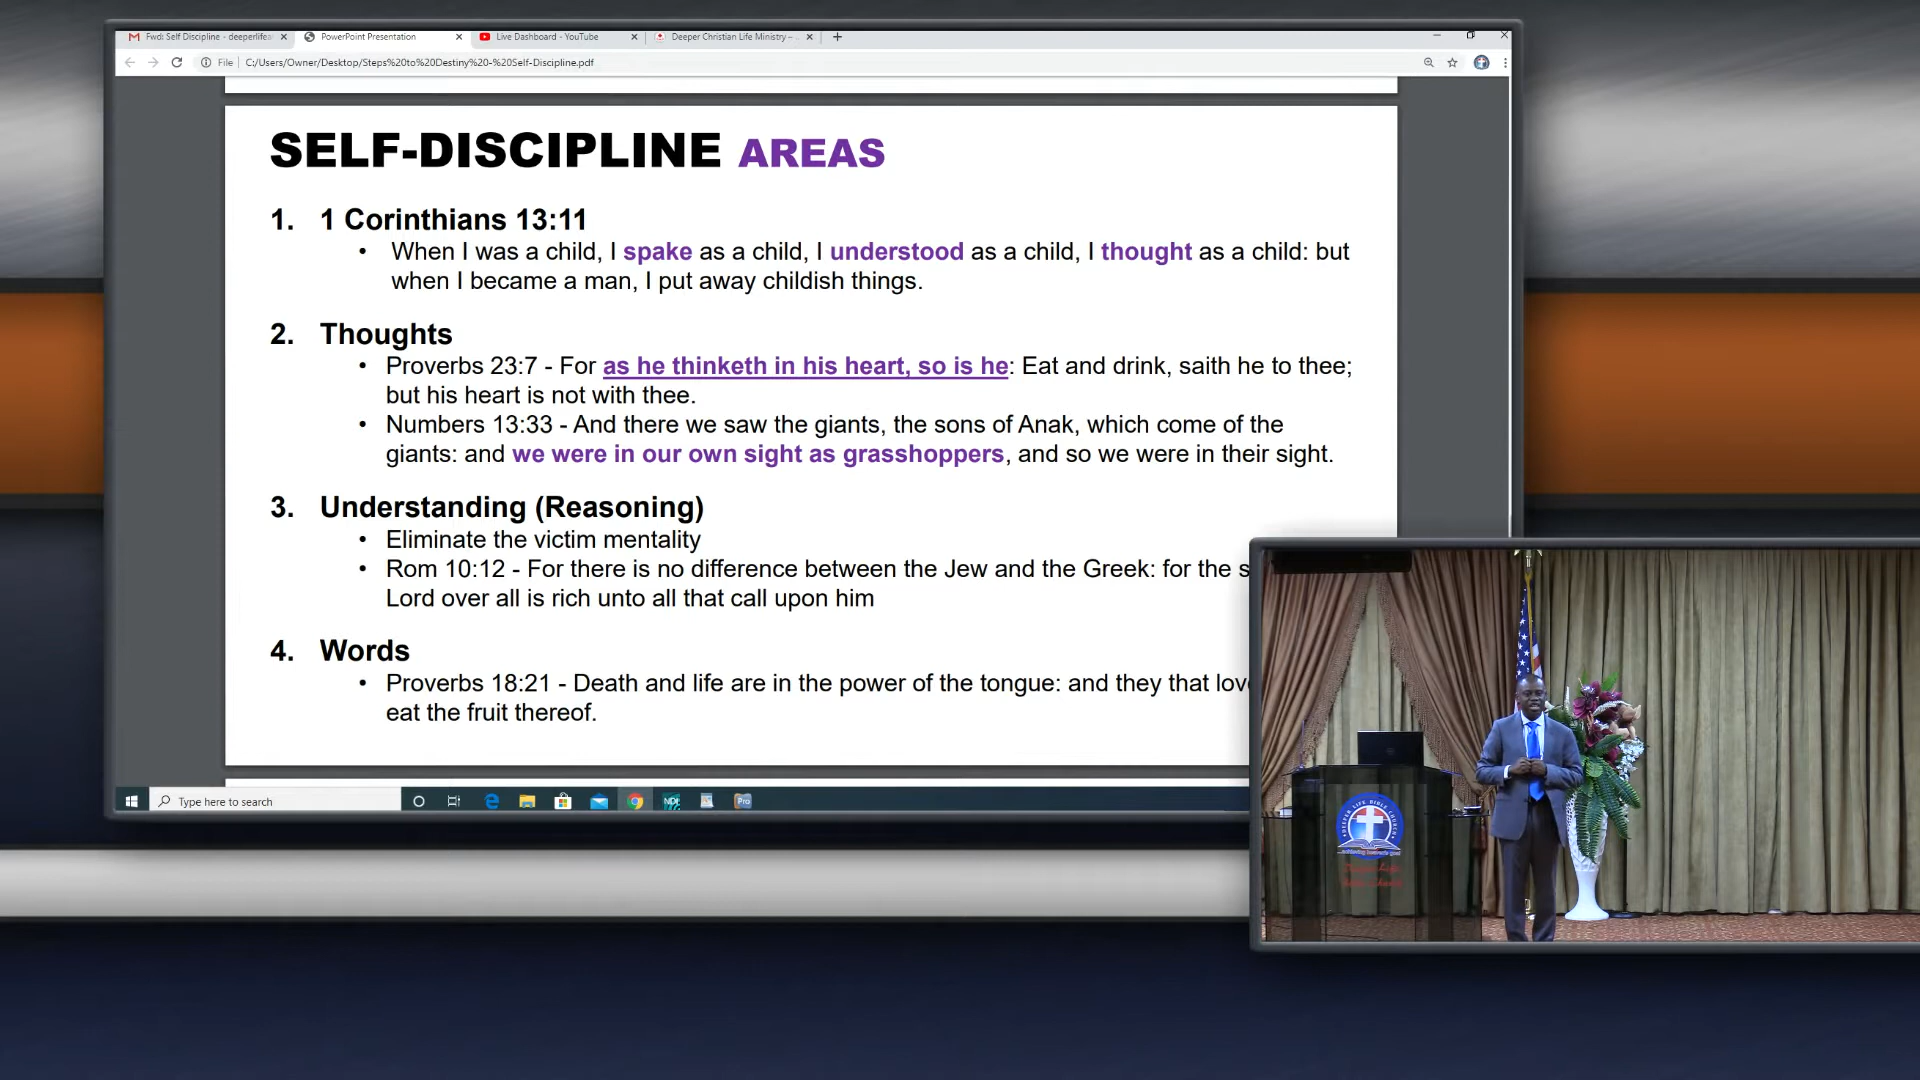 Fwd: Self Discipline - deeperlifea
PowerPoint Presentation
Live Dashboard - YouTube
Deeper Christian Life Ministry –
File
C:/Users/Owner/Desktop/Steps%20to%20Destiny%20-%20Self-Discipline.pdf
SELF-DISCIPLINE AREAS
1. 1 Corinthians 13:11
• When I was a child, I spake as a child, I understood as a child, I thought as a child: but
when I became a man, I put away childish things.
2. Thoughts
• Proverbs 23:7 - For as he thinketh in his heart, so is he: Eat and drink, saith he to thee;
but his heart is not with thee.
• Numbers 13:33 - And there we saw the giants, the sons of Anak, which come of the
giants: and we were in our own sight as grasshoppers, and so we were in their sight.
3. Understanding (Reasoning)
• Eliminate the victim mentality
• Rom 10:12 - For there is no difference between the Jew and the Greek: for the s
Lord over all is rich unto all that call upon him
4. Words
• Proverbs 18:21 - Death and life are in the power of the tongue: and they that lov
eat the fruit thereof.
Type here to search
NDI
Pro
DEEPER LIFE BIBLE CHURCH